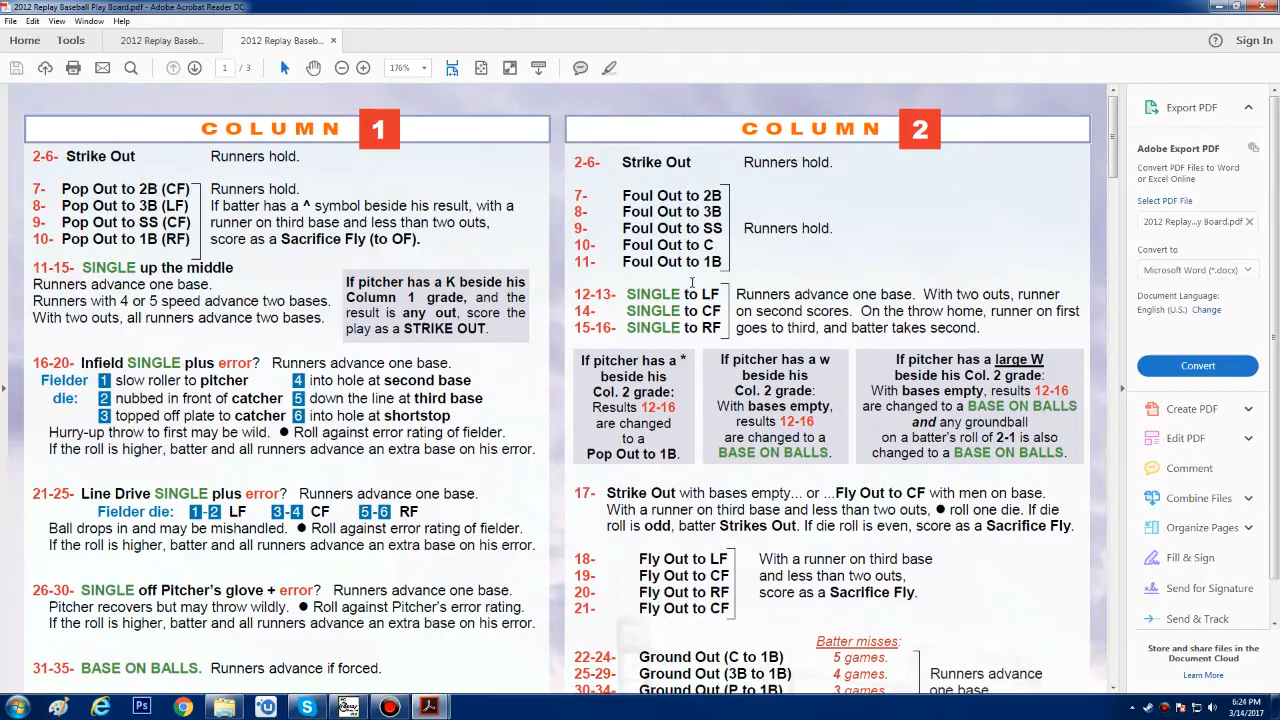 2012 Replay Baseball Play Board.pdf - Adobe Acrobat Reader DC
File Edit View Window Help
Home Tools 2012 Replay Baseb... 2012 Replay Baseb... ×
Sign In
1 / 3 176%
COLUMN 1
2-6- Strike Out Runners hold.
7- Pop Out to 2B (CF) Runners hold.
8- Pop Out to 3B (LF) If batter has a ^ symbol beside his result, with a
9- Pop Out to SS (CF) runner on third base and less than two outs,
10- Pop Out to 1B (RF) score as a Sacrifice Fly (to OF).
11-15- SINGLE up the middle
Runners advance one base.
Runners with 4 or 5 speed advance two bases.
With two outs, all runners advance two bases.
If pitcher has a K beside his
Column 1 grade, and the
result is any out, score the
play as a STRIKE OUT.
16-20- Infield SINGLE plus error? Runners advance one base.
Fielder 1 slow roller to pitcher 4 into hole at second base
die: 2 nubbed in front of catcher 5 down the line at third base
3 topped off plate to catcher 6 into hole at shortstop
Hurry-up throw to first may be wild. ● Roll against error rating of fielder.
If the roll is higher, batter and all runners advance an extra base on his error.
21-25- Line Drive SINGLE plus error? Runners advance one base.
Fielder die: 1-2 LF 3-4 CF 5-6 RF
Ball drops in and may be mishandled. ● Roll against error rating of fielder.
If the roll is higher, batter and all runners advance an extra base on his error.
26-30- SINGLE off Pitcher's glove + error? Runners advance one base.
Pitcher recovers but may throw wildly. ● Roll against Pitcher's error rating.
If the roll is higher, batter and all runners advance an extra base on his error.
31-35- BASE ON BALLS. Runners advance if forced.
COLUMN 2
2-6- Strike Out Runners hold.
7- Foul Out to 2B
8- Foul Out to 3B
9- Foul Out to SS Runners hold.
10- Foul Out to C
11- Foul Out to 1B
12-13- SINGLE to LF Runners advance one base. With two outs, runner
14- SINGLE to CF on second scores. On the throw home, runner on first
15-16- SINGLE to RF goes to third, and batter takes second.
If pitcher has a *
beside his
Col. 2 grade:
Results 12-16
are changed
to a
Pop Out to 1B.
If pitcher has a w
beside his
Col. 2 grade:
With bases empty,
results 12-16
are changed to a
BASE ON BALLS.
If pitcher has a large W
beside his Col. 2 grade:
With bases empty, results 12-16
are changed to a BASE ON BALLS
and any groundball
on a batter's roll of 2-1 is also
changed to a BASE ON BALLS.
17- Strike Out with bases empty... or ...Fly Out to CF with men on base.
With a runner on third base and less than two outs, ● roll one die. If die
roll is odd, batter Strikes Out. If die roll is even, score as a Sacrifice Fly.
18- Fly Out to LF With a runner on third base
19- Fly Out to CF and less than two outs,
20- Fly Out to RF score as a Sacrifice Fly.
21- Fly Out to CF
Batter misses:
22-24- Ground Out (C to 1B) 5 games.
25-29- Ground Out (3B to 1B) 4 games. Runners advance
30-34- Ground Out (P to 1B) 3 games. one base.
Export PDF
Adobe Export PDF
Convert PDF Files to Word
or Excel Online
Select PDF File
2012 Replay...y Board.pdf ×
Convert to
Microsoft Word (*.docx)
Document Language:
English (U.S.) Change
Convert
Create PDF
Edit PDF
Comment
Combine Files
Organize Pages
Fill & Sign
Send for Signature
Send & Track
Store and share files in the
Document Cloud
Learn More
6:24 PM
3/14/2017